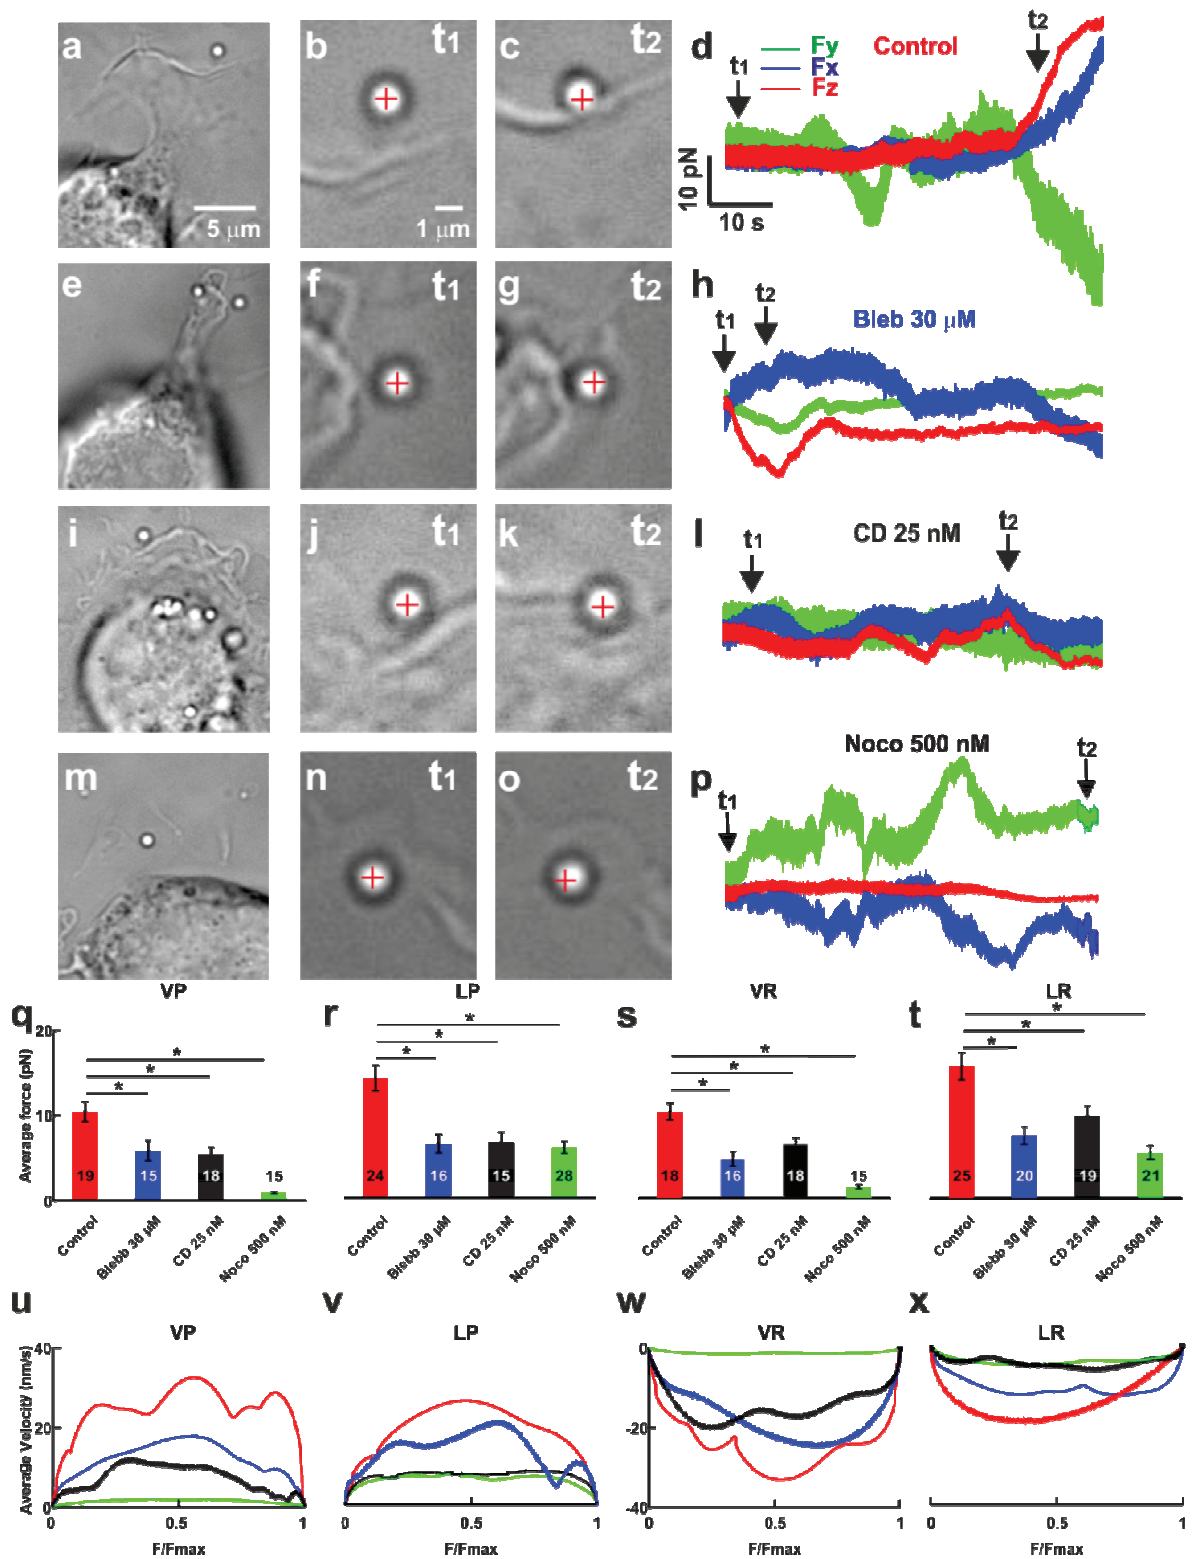 a
b
t1
c
t2
d
Fy
Fx
Fz
Control
t1
t2
10 pN
10 s
5 µm
1 µm
e
f
t1
g
t2
h
t1
t2
Bleb 30 µM
i
j
t1
k
t2
l
t1
CD 25 nM
t2
m
n
t1
o
t2
p
Noco 500 nM
t1
t2
VP
LP
VR
LR
q
r
s
t
Average force (pN)
20
10
0
*
*
*
19
15
18
15
Control
Blebb 30 µM
CD 25 nM
Noco 500 nM
*
*
*
24
16
15
28
Control
Blebb 30 µM
CD 25 nM
Noco 500 nM
*
*
*
18
16
18
15
Control
Blebb 30 µM
CD 25 nM
Noco 500 nM
*
*
*
25
20
19
21
Control
Blebb 30 µM
CD 25 nM
Noco 500 nM
u
v
w
x
VP
LP
VR
LR
Average Velocity (nm/s)
40
20
0
0
0.5
1
F/Fmax
0
0.5
1
F/Fmax
0
-20
-40
0
0.5
1
F/Fmax
0
0
0.5
1
F/Fmax